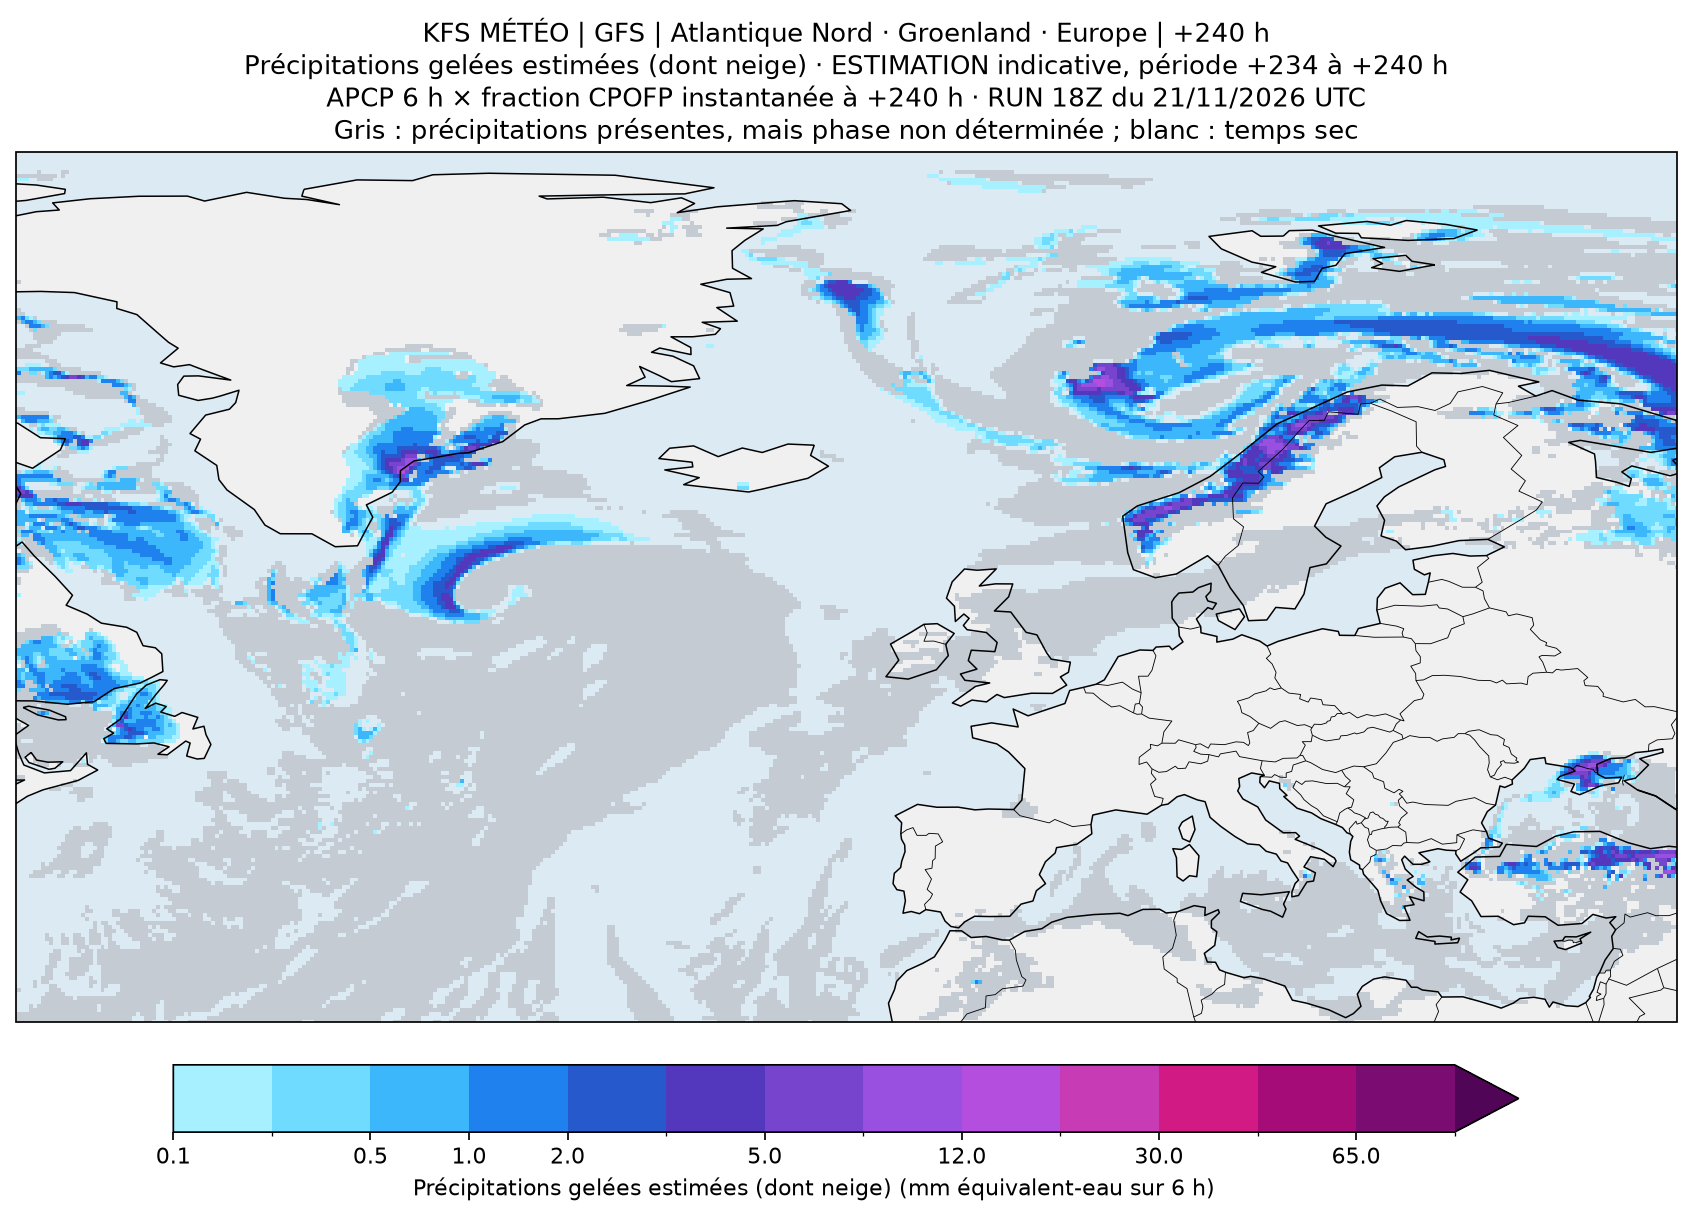 KFS MÉTÉO | GFS | Atlantique Nord · Groenland · Europe | +240 h
Précipitations gelées estimées (dont neige) · ESTIMATION indicative, période +234 à +240 h
APCP 6 h × fraction CPOFP instantanée à +240 h · RUN 18Z du 21/11/2026 UTC
Gris : précipitations présentes, mais phase non déterminée ; blanc : temps sec
0.1 0.5 1.0 2.0 5.0 12.0 30.0 65.0
Précipitations gelées estimées (dont neige) (mm équivalent-eau sur 6 h)